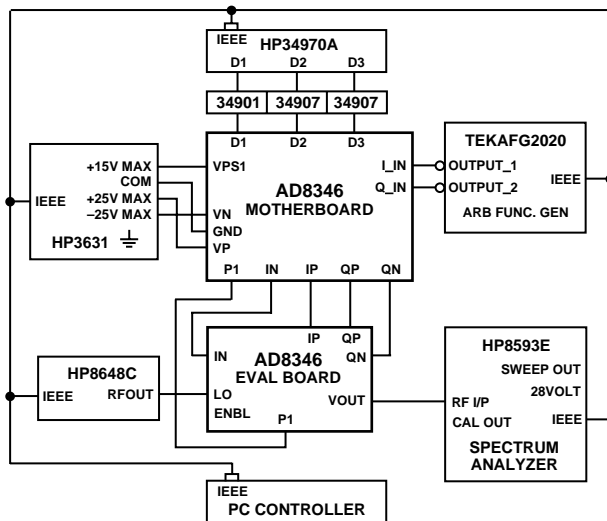 IEEE
HP34970A
D1 D2 D3
34901 34907 34907
D1 D2 D3
+15V MAX
COM
+25V MAX
–25V MAX
IEEE
HP3631
VPS1
VN
GND
VP
I_IN
Q_IN
AD8346
MOTHERBOARD
P1 IN IP QP QN
TEKAFG2020
OUTPUT_1
OUTPUT_2
IEEE
ARB FUNC. GEN
IP QP
IN
QN
AD8346
EVAL BOARD
LO
ENBL
VOUT
P1
HP8648C
IEEE RFOUT
HP8593E
SWEEP OUT
28VOLT
RF I/P
CAL OUT
IEEE
SPECTRUM
ANALYZER
IEEE
PC CONTROLLER